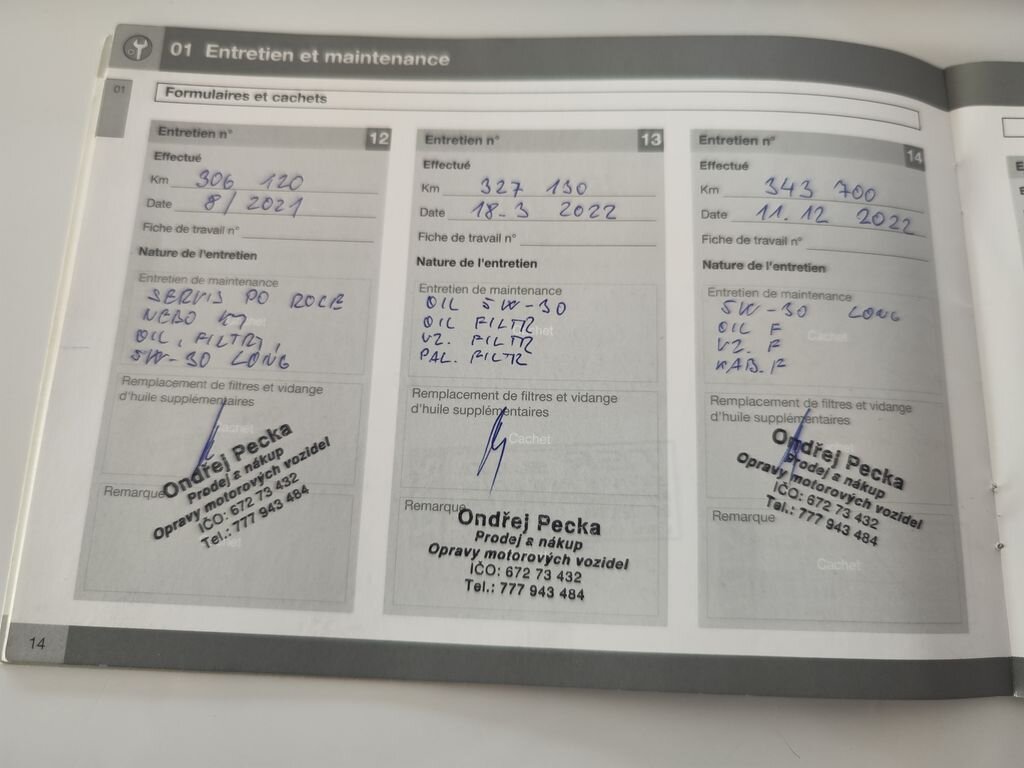 01 Entretien et maintenance
01
Formulaires et cachets
Entretien n° 12
Effectué
Km 306 120
Date 8/2021
Fiche de travail n°
Nature de l'entretien
Entretien de maintenance
SERVIS PO ROCE
NEBO KM
OIL, FILTRY,
5W-30 LONG
Remplacement de filtres et vidange
d'huile supplémentaires
Cachet
Ondřej Pecka
Prodej a nákup
Opravy motorových vozidel
IČO: 672 73 432
Tel.: 777 943 484
Remarque
Entretien n° 13
Effectué
Km 327 130
Date 18-3 2022
Fiche de travail n°
Nature de l'entretien
Entretien de maintenance
OIL 5W-30
OIL FILTR
VZ. FILTR
PAL. FILTR
Remplacement de filtres et vidange
d'huile supplémentaires
Cachet
Remarque
Ondřej Pecka
Prodej a nákup
Opravy motorových vozidel
IČO: 672 73 432
Tel.: 777 943 484
Entretien n° 14
Effectué
Km 343 700
Date 11.12 2022
Fiche de travail n°
Nature de l'entretien
Entretien de maintenance
5W-30 LONG
OIL F
VZ. F
KAB. F
Cachet
Remplacement de filtres et vidange
d'huile supplémentaires
Ondřej Pecka
Prodej a nákup
Opravy motorových vozidel
IČO: 672 73 432
Tel.: 777 943 484
Remarque
Cachet
14